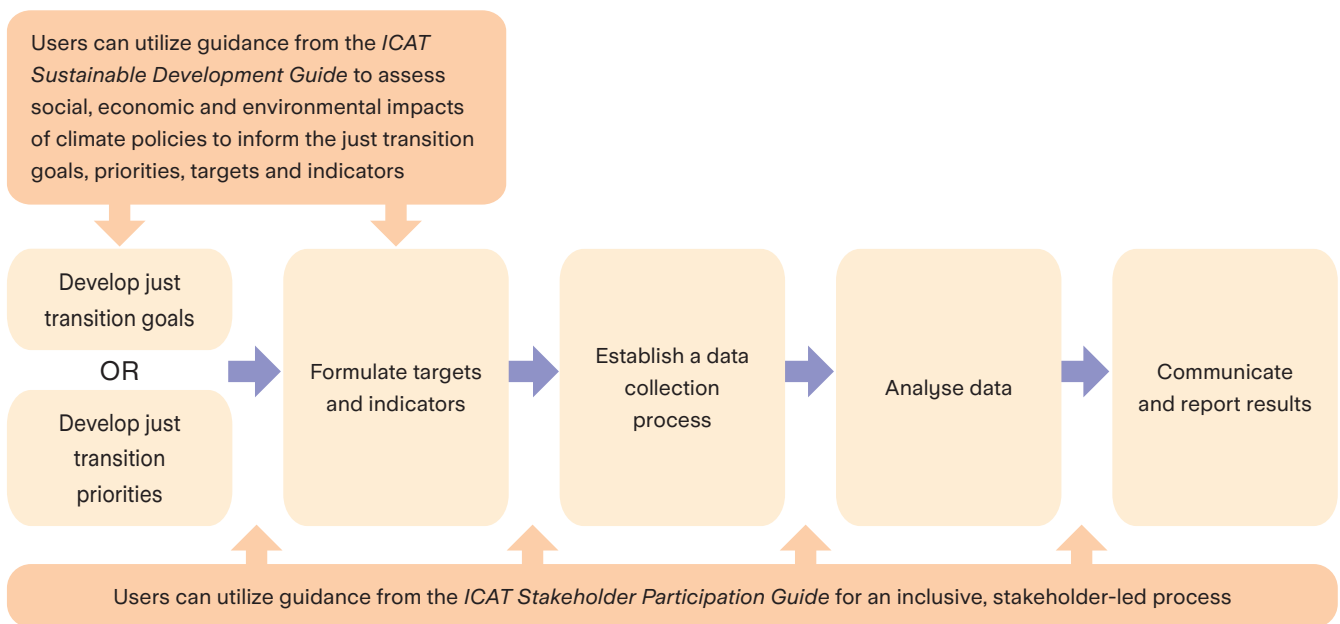 Users can utilize guidance from the ICAT
Sustainable Development Guide to assess
social, economic and environmental impacts
of climate policies to inform the just transition
goals, priorities, targets and indicators
Develop just
transition goals
OR
Develop just
transition
priorities
Formulate targets
and indicators
Establish a data
collection
process
Analyse data
Communicate
and report results
Users can utilize guidance from the ICAT Stakeholder Participation Guide for an inclusive, stakeholder-led process